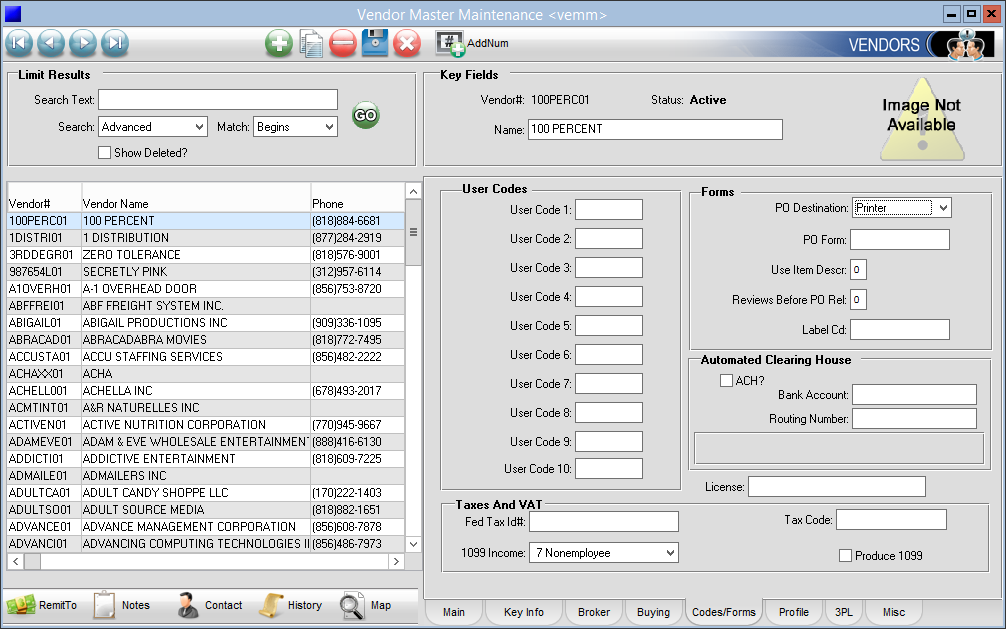 Vendor Master Maintenance <vemm>
# AddNum
VENDORS
Limit Results
Search Text:
Search: Advanced Match: Begins
GO
Show Deleted?
Key Fields
Vendor#: 100PERC01 Status: Active
Name: 100 PERCENT
Image Not
Available
Vendor# Vendor Name Phone
100PERC01 100 PERCENT (818)884-6681
1DISTRI01 1 DISTRIBUTION (877)284-2919
3RDDEGR01 ZERO TOLERANCE (818)576-9001
987654L01 SECRETLY PINK (312)957-6114
A1OVERH01 A-1 OVERHEAD DOOR (856)753-8720
ABFFREI01 ABF FREIGHT SYSTEM INC.
ABIGAIL01 ABIGAIL PRODUCTIONS INC (909)336-1095
ABRACAD01 ABRACADABRA MOVIES (818)772-7495
ACCUSTA01 ACCU STAFFING SERVICES (856)482-2222
ACHAXX01 ACHA
ACHELL001 ACHELLA INC (678)493-2017
ACMTINT01 A&R NATURELLES INC
ACTIVEN01 ACTIVE NUTRITION CORPORATION (770)945-9667
ADAMEVE01 ADAM & EVE WHOLESALE ENTERTAINMEN (888)416-6130
ADDICTI01 ADDICTIVE ENTERTAINMENT (818)609-7225
ADMAILE01 ADMAILERS INC
ADULTCA01 ADULT CANDY SHOPPE LLC (170)222-1403
ADULTSO01 ADULT SOURCE MEDIA (818)882-1651
ADVANCE01 ADVANCE MANAGEMENT CORPORATION (856)608-7878
ADVANCI01 ADVANCING COMPUTING TECHNOLOGIES II (856)486-7973
User Codes
User Code 1:
User Code 2:
User Code 3:
User Code 4:
User Code 5:
User Code 6:
User Code 7:
User Code 8:
User Code 9:
User Code 10:
Forms
PO Destination: Printer
PO Form:
Use Item Descr: 0
Reviews Before PO Rel: 0
Label Cd:
Automated Clearing House
ACH?
Bank Account:
Routing Number:
License:
Taxes And VAT
Fed Tax Id#: Tax Code:
1099 Income: 7 Nonemployee Produce 1099
RemitTo Notes Contact History Map
Main Key Info Broker Buying Codes/Forms Profile 3PL Misc